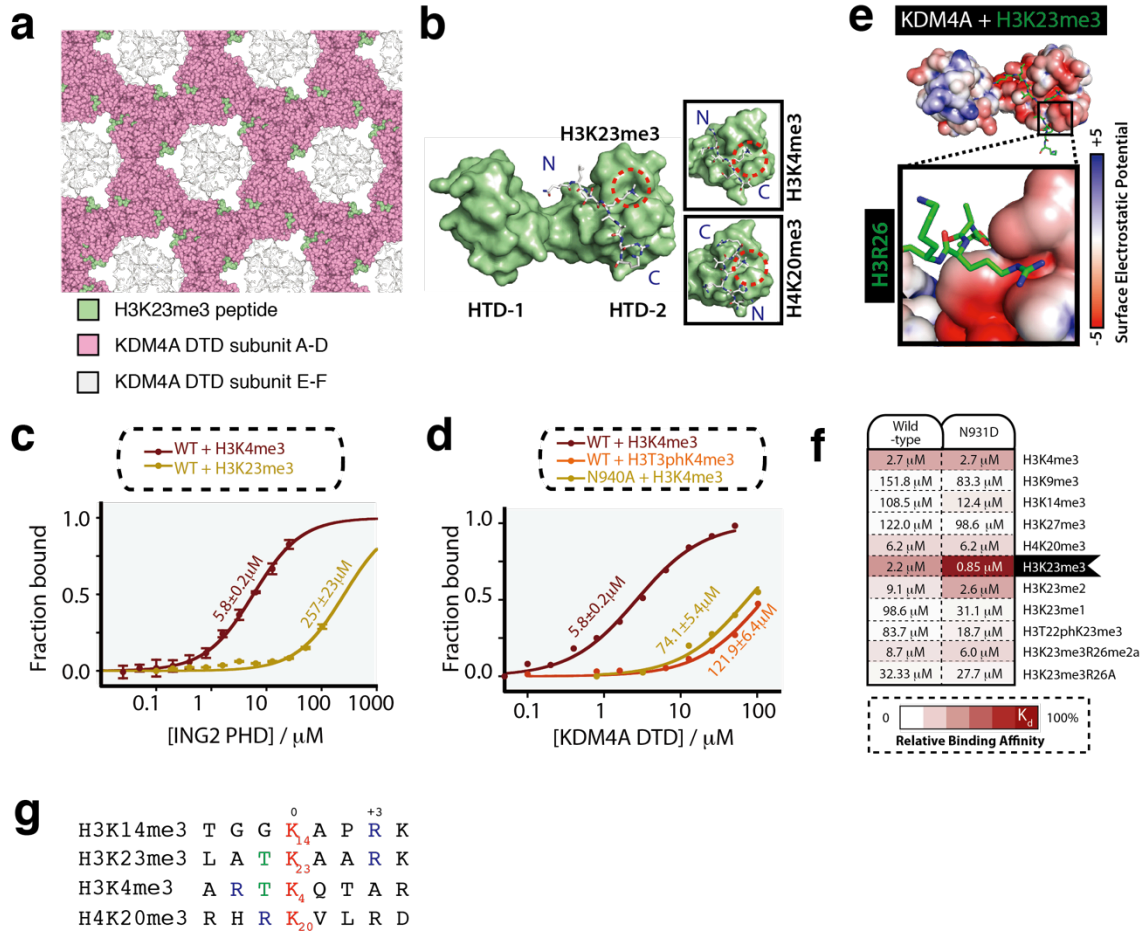 a
H3K23me3 peptide
KDM4A DTD subunit A-D
KDM4A DTD subunit E-F
b
H3K23me3
N
C
HTD-1
HTD-2
N
C
H3K4me3
C
N
H4K20me3
e
KDM4A + H3K23me3
H3R26
+5
-5
Surface Electrostatic Potential
c
WT + H3K4me3
WT + H3K23me3
Fraction bound
1.0
0.5
0.0
5.8±0.2μM
257±23μM
0.1 1 10 100 1000
[ING2 PHD] / μM
d
WT + H3K4me3
WT + H3T3phK4me3
N940A + H3K4me3
Fraction bound
1.0
0.5
0.0
5.8±0.2μM
74.1±5.4μM
121.9±6.4μM
0.1 1 10 100
[KDM4A DTD] / μM
f
Wild
-type
N931D
2.7 μM 2.7 μM H3K4me3
151.8 μM 83.3 μM H3K9me3
108.5 μM 12.4 μM H3K14me3
122.0 μM 98.6 μM H3K27me3
6.2 μM 6.2 μM H4K20me3
2.2 μM 0.85 μM H3K23me3
9.1 μM 2.6 μM H3K23me2
98.6 μM 31.1 μM H3K23me1
83.7 μM 18.7 μM H3T22phK23me3
8.7 μM 6.0 μM H3K23me3R26me2a
32.33 μM 27.7 μM H3K23me3R26A
0 Kd 100%
Relative Binding Affinity
g
0 +3
H3K14me3 T G G K14 A P R K
H3K23me3 L A T K23 A A R K
H3K4me3 A R T K4 Q T A R
H4K20me3 R H R K20 V L R D